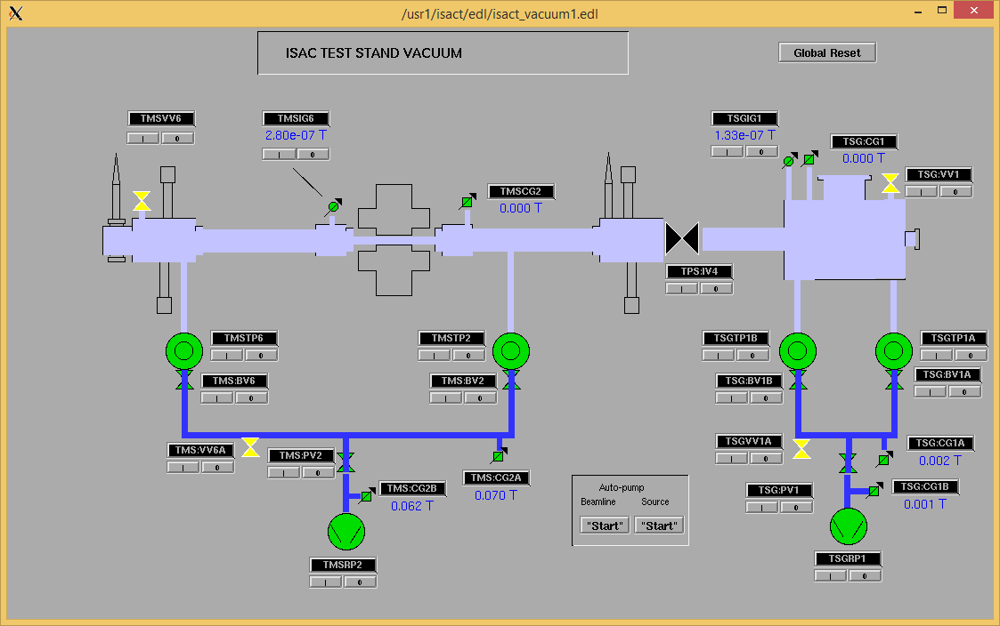 /usr1/isact/edl/isact_vacuum1.edl
ISAC TEST STAND VACUUM
Global Reset
TMSVV6
I 0
TMSIG6
2.80e-07 T
I 0
TSGIG1
1.33e-07 T
I 0
TSG:CG1
0.000 T
TSG:VV1
I 0
TMSCG2
0.000 T
TPS:IV4
I 0
TMSTP6
I 0
TMS:BV6
I 0
TMSTP2
I 0
TMS:BV2
I 0
TSGTP1B
I 0
TSG:BV1B
I 0
TSGTP1A
I 0
TSG:BV1A
I 0
TMS:VV6A
I 0
TMS:PV2
I 0
TMS:CG2B
0.062 T
TMS:CG2A
0.070 T
TSGVV1A
I 0
TSG:CG1A
0.002 T
TSG:PV1
I 0
TSG:CG1B
0.001 T
Auto-pump
Beamline Source
"Start" "Start"
TMSRP2
I 0
TSGRP1
I 0